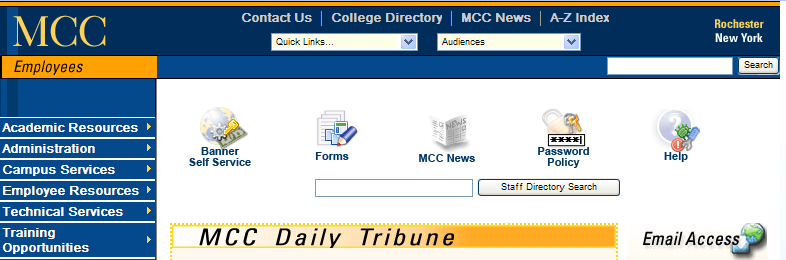 Contact Us | College Directory | MCC News | A-Z Index
MCC
Quick Links...
Audiences
Rochester
New York
Employees
Search
Academic Resources
Administration
Campus Services
Employee Resources
Technical Services
Training
Opportunities
Banner
Self Service
Forms
MCC News
NEWS
****
Password
Policy
Help
Staff Directory Search
MCC Daily Tribune
Email Access